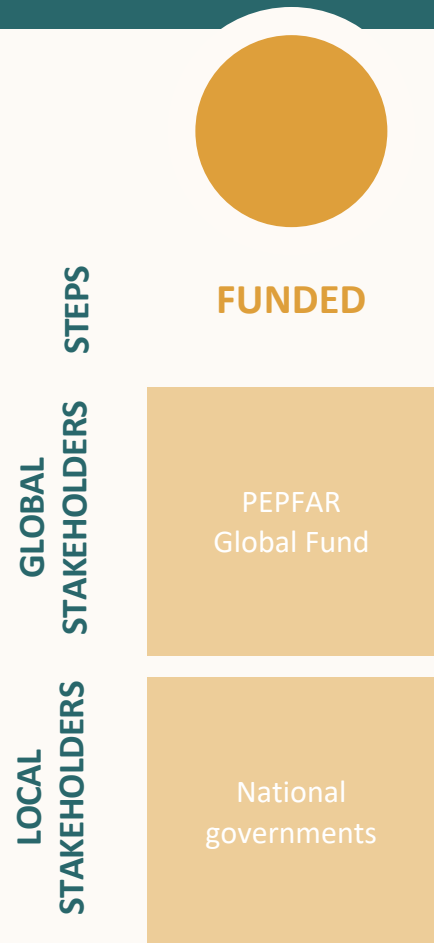 STEPS
FUNDED
GLOBAL
STAKEHOLDERS
PEPFAR
Global Fund
LOCAL
STAKEHOLDERS
National
governments